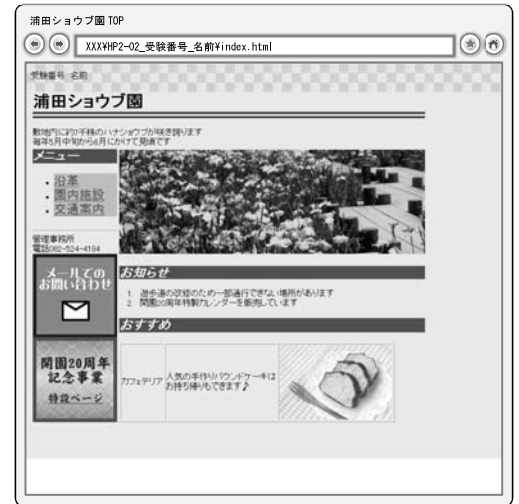 浦田ショウブ園 TOP
XXX¥HP2-02_受験番号_名前¥index.html
受験番号 名前
浦田ショウブ園
敷地内に約7千株のハナショウブが咲き誇ります
毎年5月中旬から6月にかけて見頃です
メニュー
・沿革
・園内施設
・交通案内
管理事務所
電話082-524-4184
メールでの
お問い合わせ
開園20周年
記念事業
特設ページ
お知らせ
1. 遊歩道の改修のため一部通行できない場所があります
2. 開園20周年特製カレンダーを販売しています
おすすめ
カフェテリア
人気の手作りパウンドケーキは
お持ち帰りもできます♪